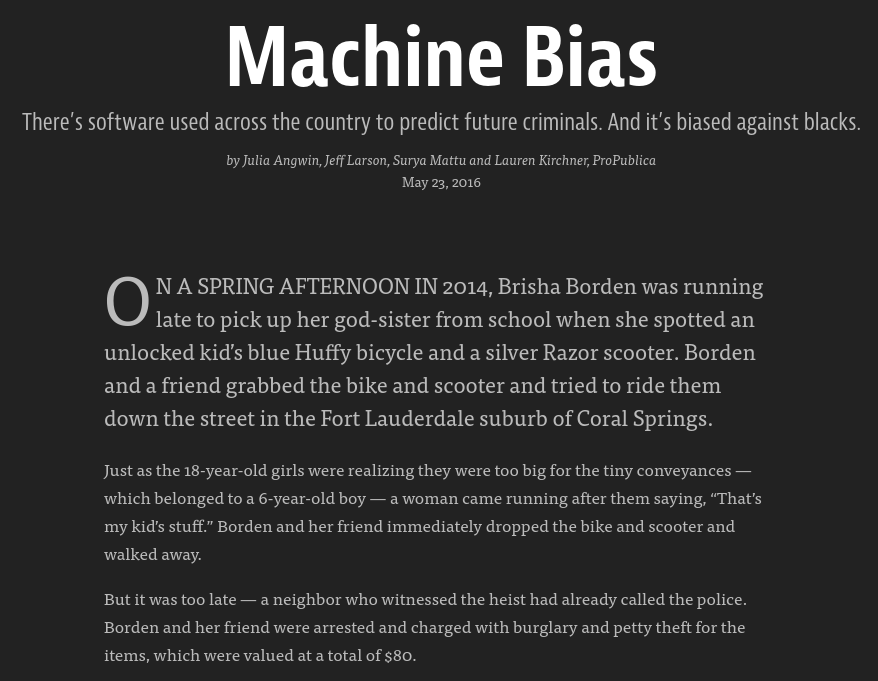 Machine Bias
There's software used across the country to predict future criminals. And it's biased against blacks.
by Julia Angwin, Jeff Larson, Surya Mattu and Lauren Kirchner, ProPublica
May 23, 2016
ON A SPRING AFTERNOON IN 2014, Brisha Borden was running
late to pick up her god-sister from school when she spotted an
unlocked kid's blue Huffy bicycle and a silver Razor scooter. Borden
and a friend grabbed the bike and scooter and tried to ride them
down the street in the Fort Lauderdale suburb of Coral Springs.
Just as the 18-year-old girls were realizing they were too big for the tiny conveyances —
which belonged to a 6-year-old boy — a woman came running after them saying, “That's
my kid's stuff.” Borden and her friend immediately dropped the bike and scooter and
walked away.
But it was too late — a neighbor who witnessed the heist had already called the police.
Borden and her friend were arrested and charged with burglary and petty theft for the
items, which were valued at a total of $80.